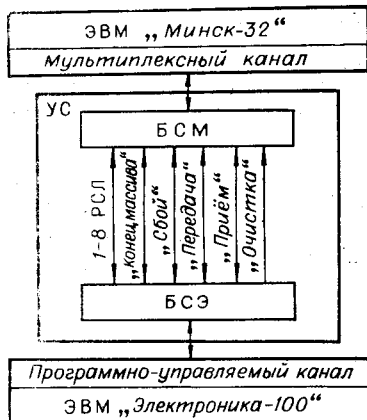 ЭВМ „Минск-32“
Мультиплексный канал
УС
БСМ
1-8 РСЛ
„Конец массива“
„Сбой“
„Передача“
„Приём“
„Очистка“
БСЭ
Программно-управляемый канал
ЭВМ „Электроника-100“